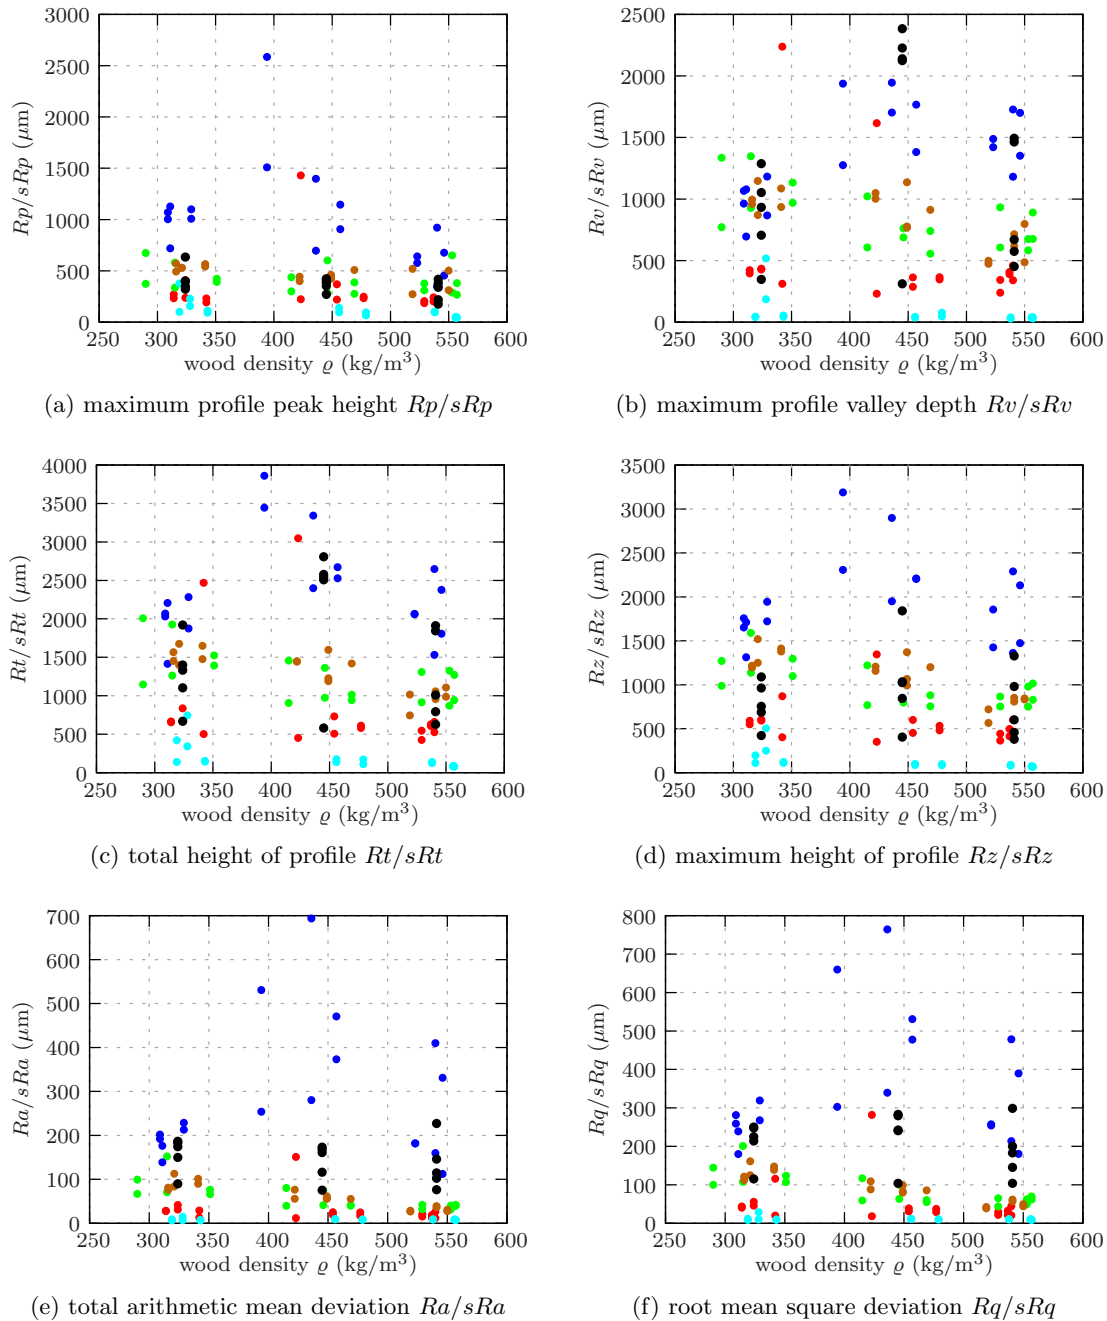 3000
2500
2000
1500
1000
500
0
250 300 350 400 450 500 550 600
Rp/sRp (μm)
wood density ϱ (kg/m³)
(a) maximum profile peak height Rp/sRp
2500
2000
1500
1000
500
0
250 300 350 400 450 500 550 600
Rv/sRv (μm)
wood density ϱ (kg/m³)
(b) maximum profile valley depth Rv/sRv
4000
3500
3000
2500
2000
1500
1000
500
0
250 300 350 400 450 500 550 600
Rt/sRt (μm)
wood density ϱ (kg/m³)
(c) total height of profile Rt/sRt
3500
3000
2500
2000
1500
1000
500
0
250 300 350 400 450 500 550 600
Rz/sRz (μm)
wood density ϱ (kg/m³)
(d) maximum height of profile Rz/sRz
700
600
500
400
300
200
100
0
250 300 350 400 450 500 550 600
Ra/sRa (μm)
wood density ϱ (kg/m³)
(e) total arithmetic mean deviation Ra/sRa
800
700
600
500
400
300
200
100
0
250 300 350 400 450 500 550 600
Rq/sRq (μm)
wood density ϱ (kg/m³)
(f) root mean square deviation Rq/sRq